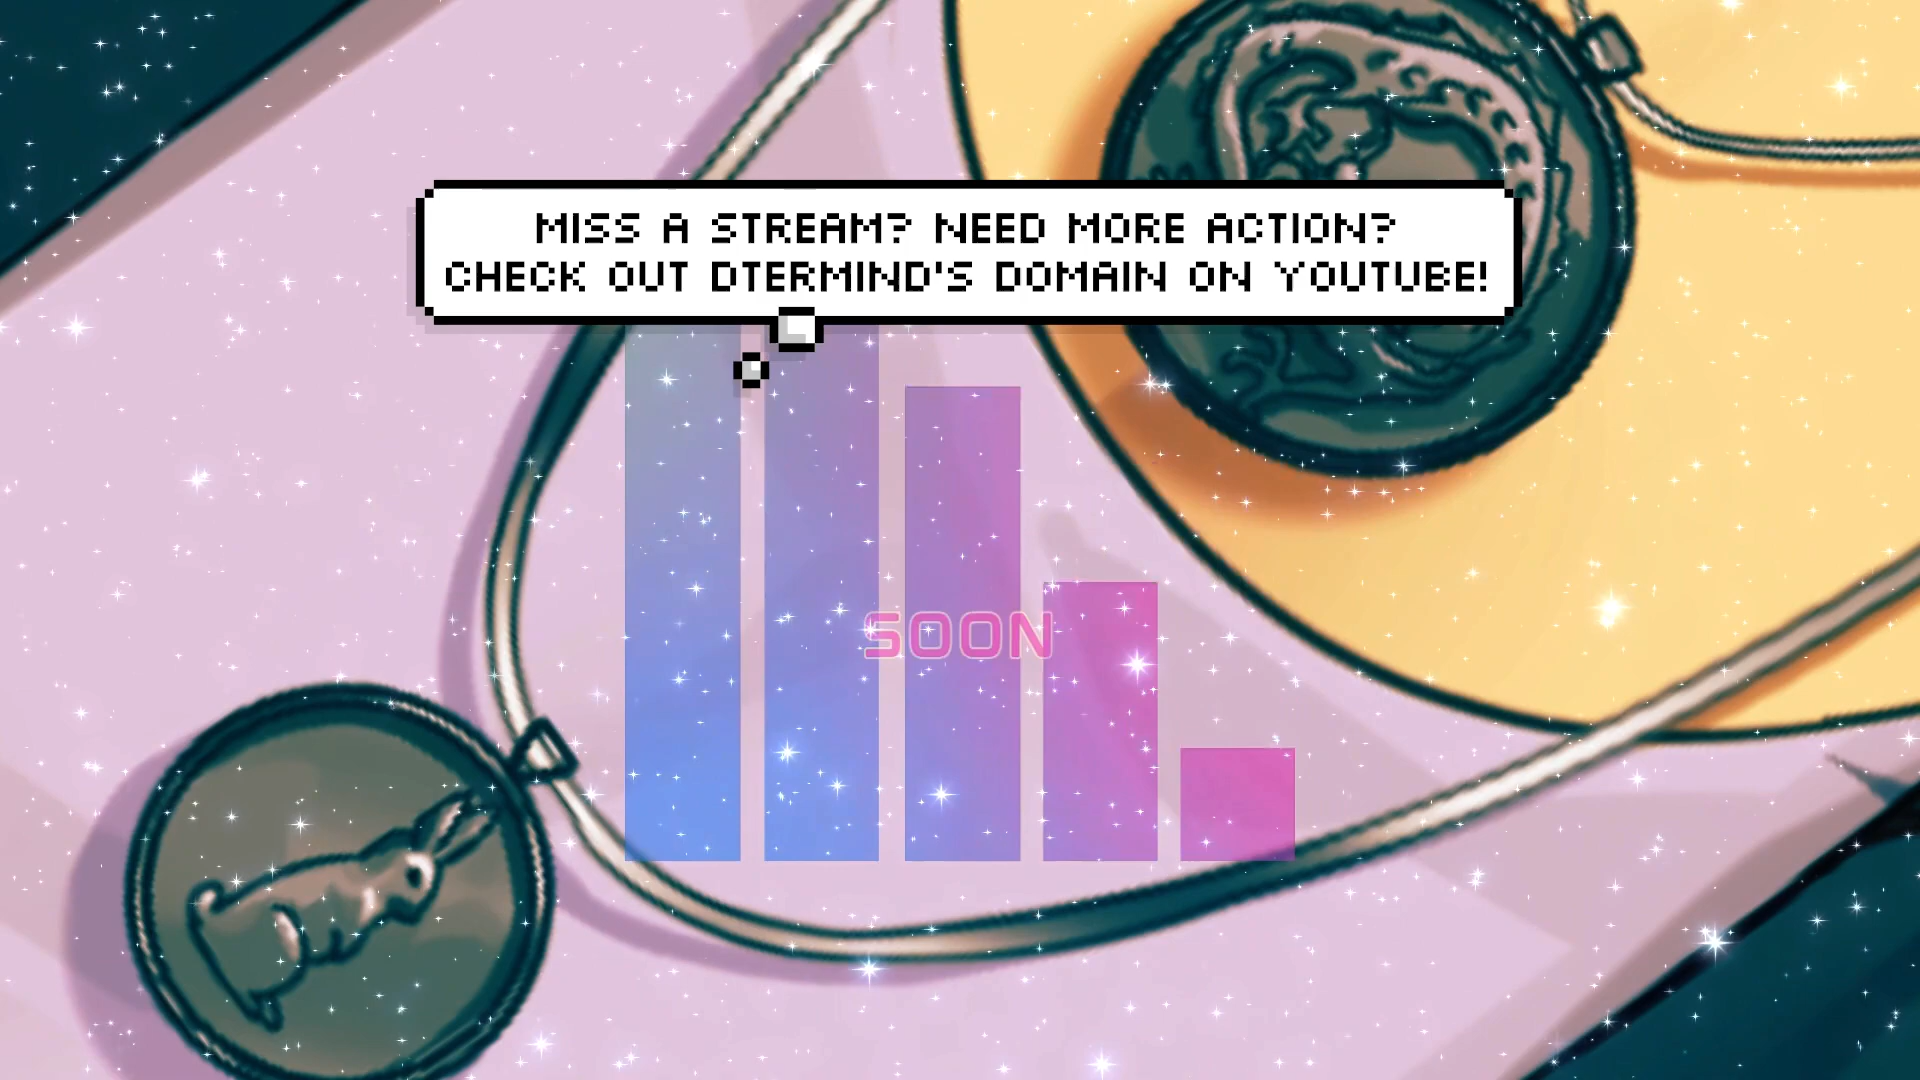 MISS A STREAM? NEED MORE ACTION?
CHECK OUT DTERMIND'S DOMAIN ON YOUTUBE!
SOON